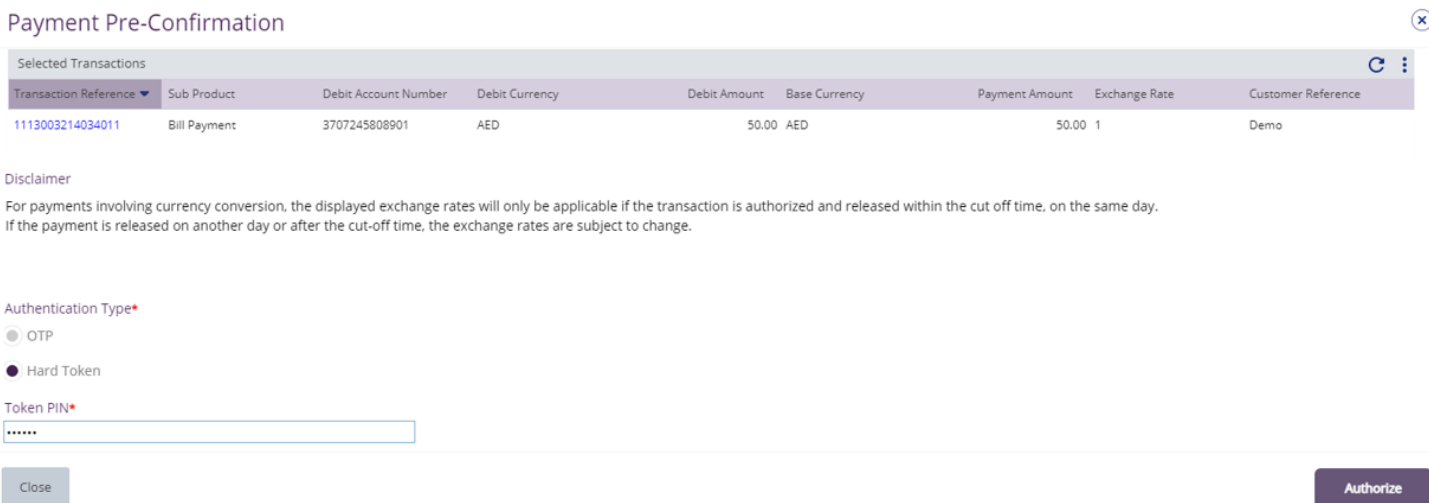 Payment Pre-Confirmation
Selected Transactions
Transaction Reference Sub Product Debit Account Number Debit Currency Debit Amount Base Currency Payment Amount Exchange Rate Customer Reference
1113003214034011 Bill Payment 3707245808901 AED 50.00 AED 50.00 1 Demo
Disclaimer
For payments involving currency conversion, the displayed exchange rates will only be applicable if the transaction is authorized and released within the cut off time, on the same day.
If the payment is released on another day or after the cut-off time, the exchange rates are subject to change.
Authentication Type*
OTP
Hard Token
Token PIN*
••••••
Close Authorize